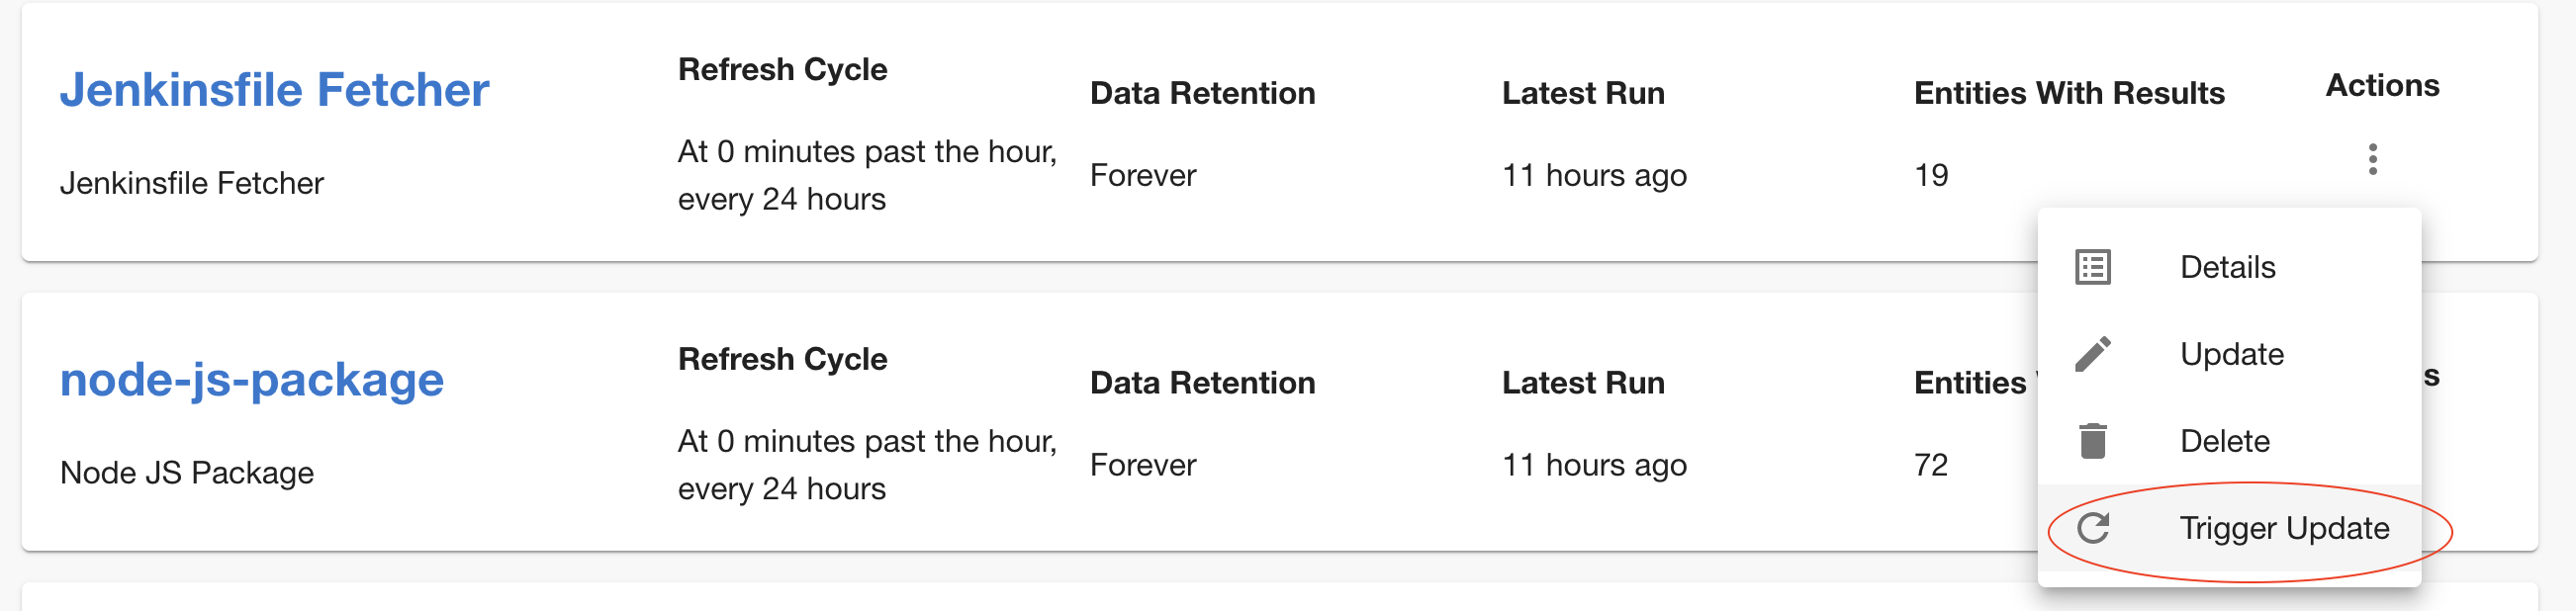 Jenkinsfile Fetcher
Jenkinsfile Fetcher
Refresh Cycle
At 0 minutes past the hour,
every 24 hours
Data Retention
Forever
Latest Run
11 hours ago
Entities With Results
19
Actions
Details
Update
Delete
Trigger Update
node-js-package
Node JS Package
Refresh Cycle
At 0 minutes past the hour,
every 24 hours
Data Retention
Forever
Latest Run
11 hours ago
Entities
72
s